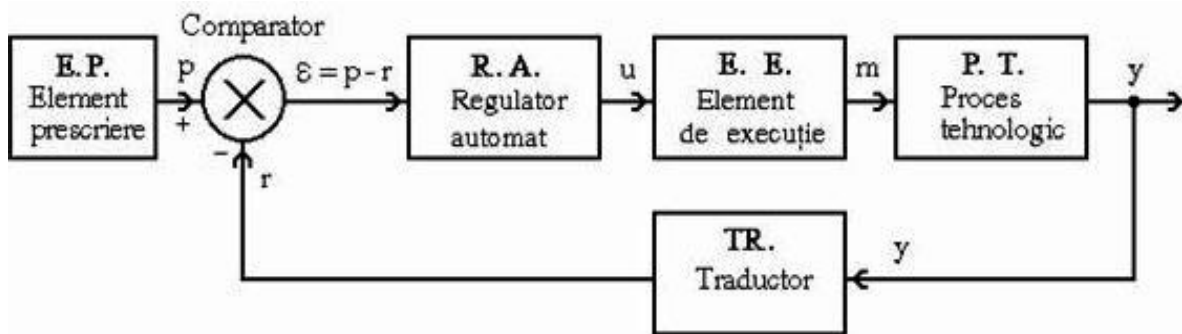 Comparator
E.P.
Element
prescriere
p
+
-
r
ε = p - r
R. A.
Regulator
automat
u
E. E.
Element
de execuție
m
P. T.
Proces
tehnologic
y
TR.
Traductor
y